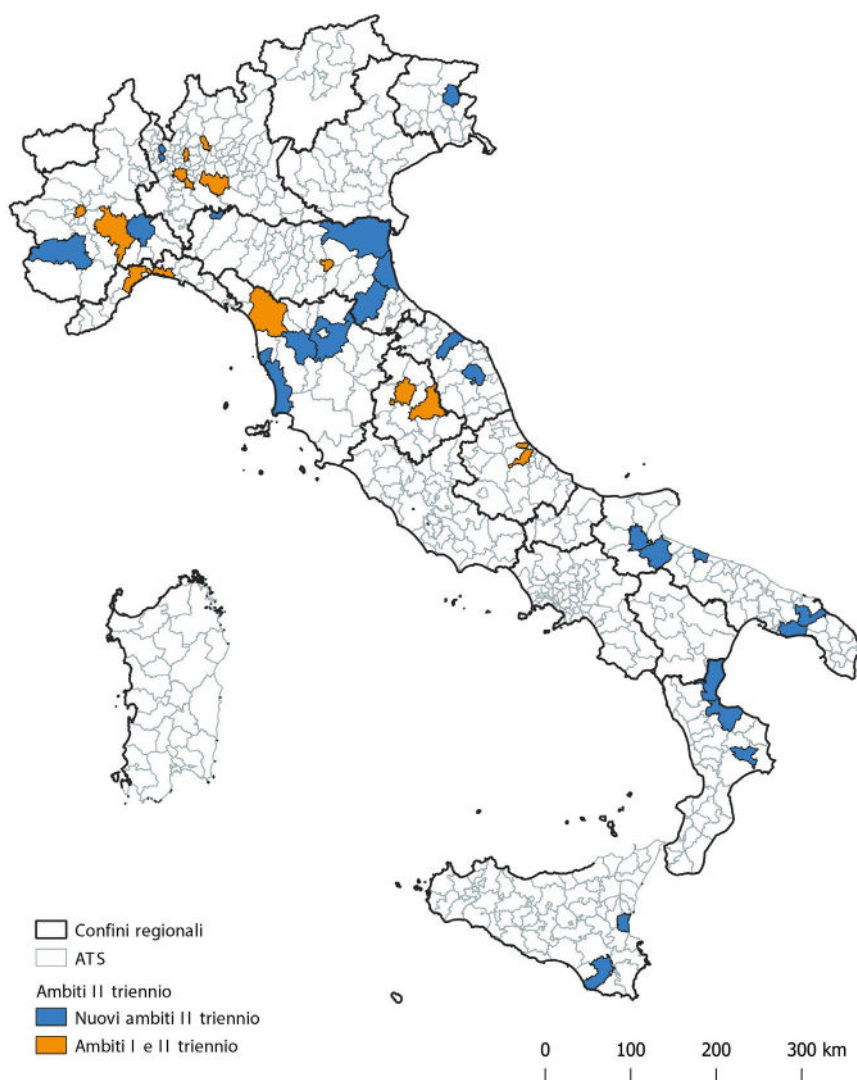 Confini regionali
ATS
Ambiti II triennio
Nuovi ambiti II triennio
Ambiti I e II triennio
0 100 200 300 km